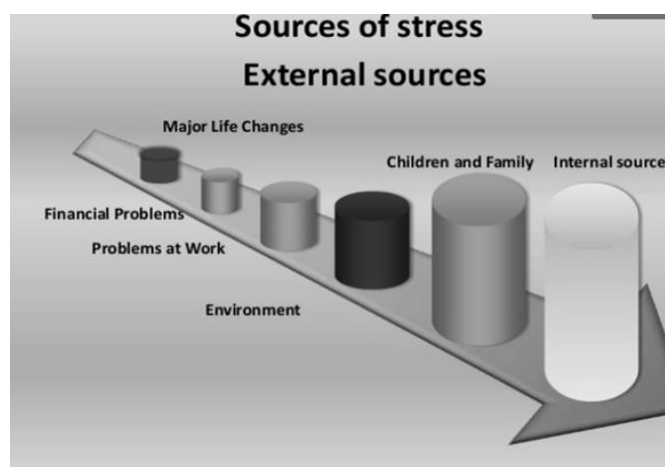 Sources of stress
External sources
Major Life Changes
Children and Family
Internal source
Financial Problems
Problems at Work
Environment